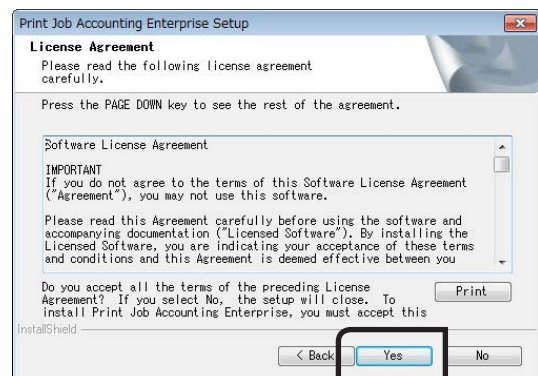 Print Job Accounting Enterprise Setup
License Agreement
Please read the following license agreement
carefully.
Press the PAGE DOWN key to see the rest of the agreement.
Software License Agreement
IMPORTANT
If you do not agree to the terms of this Software License Agreement
("Agreement"), you may not use this software.
Please read this Agreement carefully before using the software and
accompanying documentation ("Licensed Software"). By installing the
Licensed Software, you are indicating your acceptance of these terms
and conditions and this Agreement is deemed effective between you
Do you accept all the terms of the preceding License
Agreement? If you select No, the setup will close. To
install Print Job Accounting Enterprise, you must accept this
Print
InstallShield
< Back
Yes
No